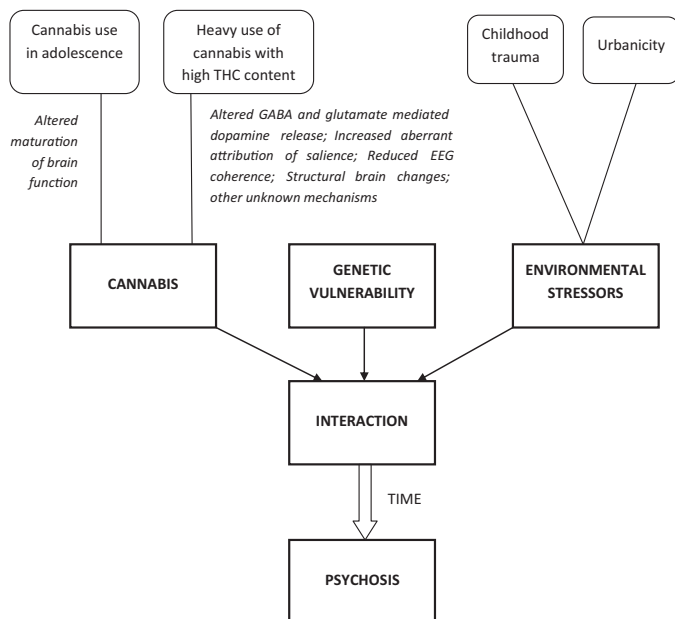 Cannabis use
in adolescence
Heavy use of
cannabis with
high THC content
Childhood
trauma
Urbanicity
Altered
maturation
of brain
function
Altered GABA and glutamate mediated
dopamine release; Increased aberrant
attribution of salience; Reduced EEG
coherence; Structural brain changes;
other unknown mechanisms
CANNABIS
GENETIC
VULNERABILITY
ENVIRONMENTAL
STRESSORS
INTERACTION
TIME
PSYCHOSIS